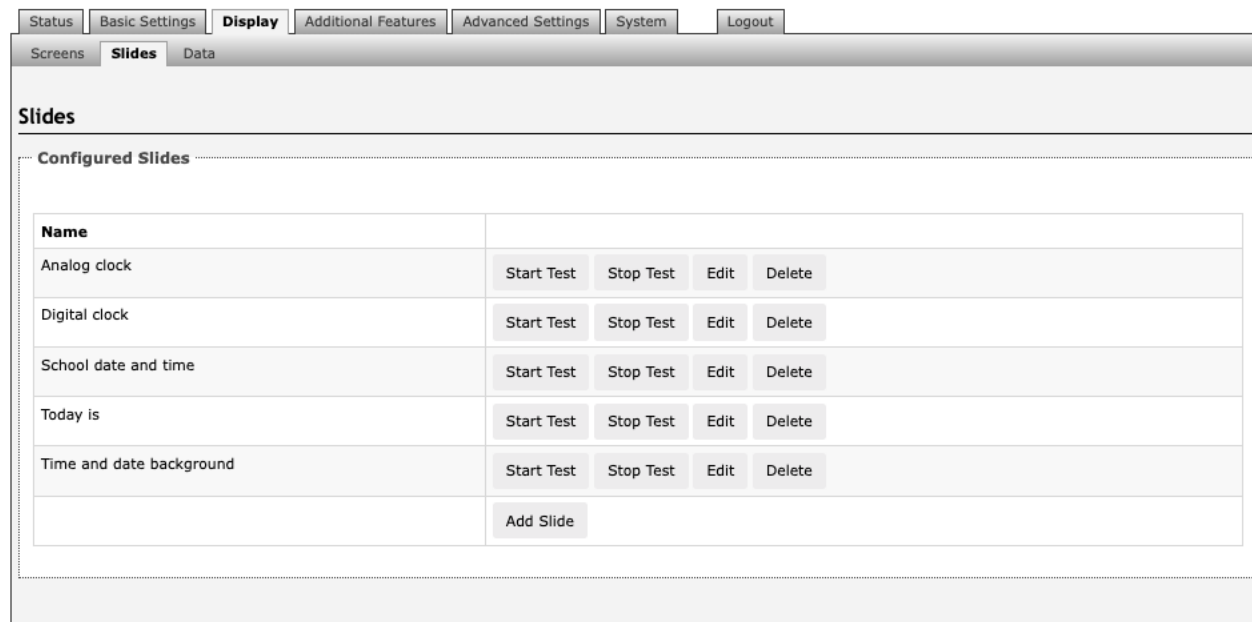 Status Basic Settings Display Additional Features Advanced Settings System Logout
Screens Slides Data
Slides
Configured Slides
Name
Analog clock Start Test Stop Test Edit Delete
Digital clock Start Test Stop Test Edit Delete
School date and time Start Test Stop Test Edit Delete
Today is Start Test Stop Test Edit Delete
Time and date background Start Test Stop Test Edit Delete
Add Slide